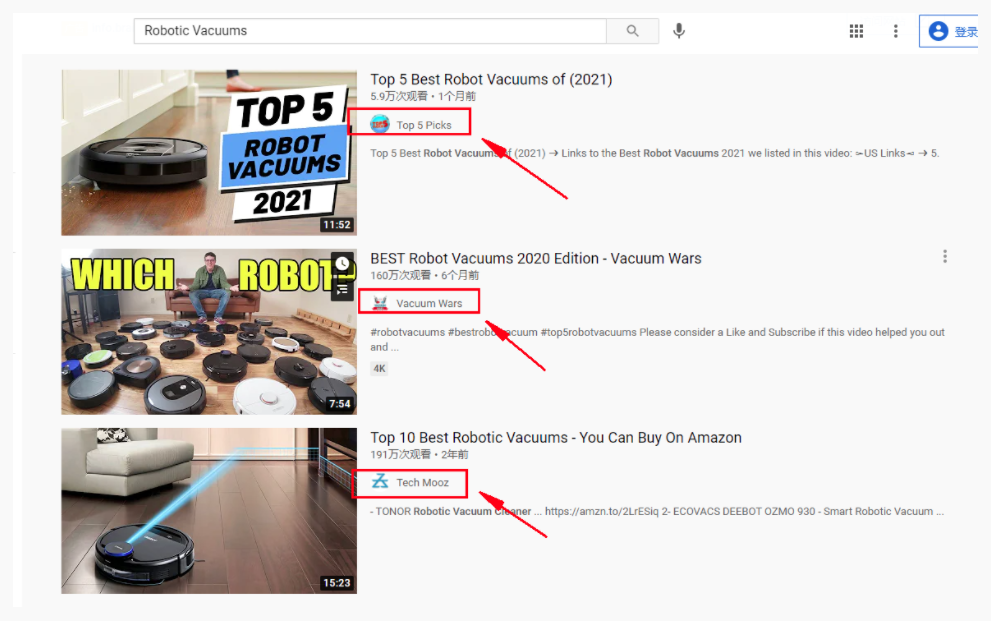 Robotic Vacuums
登录
TOP 5
ROBOT
VACUUMS
2021
11:52
Top 5 Best Robot Vacuums of (2021)
5.9万次观看 • 1个月前
Top 5 Picks
Top 5 Best Robot Vacuums of (2021) ➜ Links to the Best Robot Vacuums 2021 we listed in this video: ➛US Links◅ ➜ 5.
WHICH ROBOT?
7:54
BEST Robot Vacuums 2020 Edition - Vacuum Wars
160万次观看 • 6个月前
Vacuum Wars
#robotvacuums #bestrobotvacuum #top5robotvacuums Please consider a Like and Subscribe if this video helped you out
and ...
4K
15:23
Top 10 Best Robotic Vacuums - You Can Buy On Amazon
191万次观看 • 2年前
Tech Mooz
- TONOR Robotic Vacuum Cleaner ... https://amzn.to/2LrESiq 2- ECOVACS DEEBOT OZMO 930 - Smart Robotic Vacuum ...